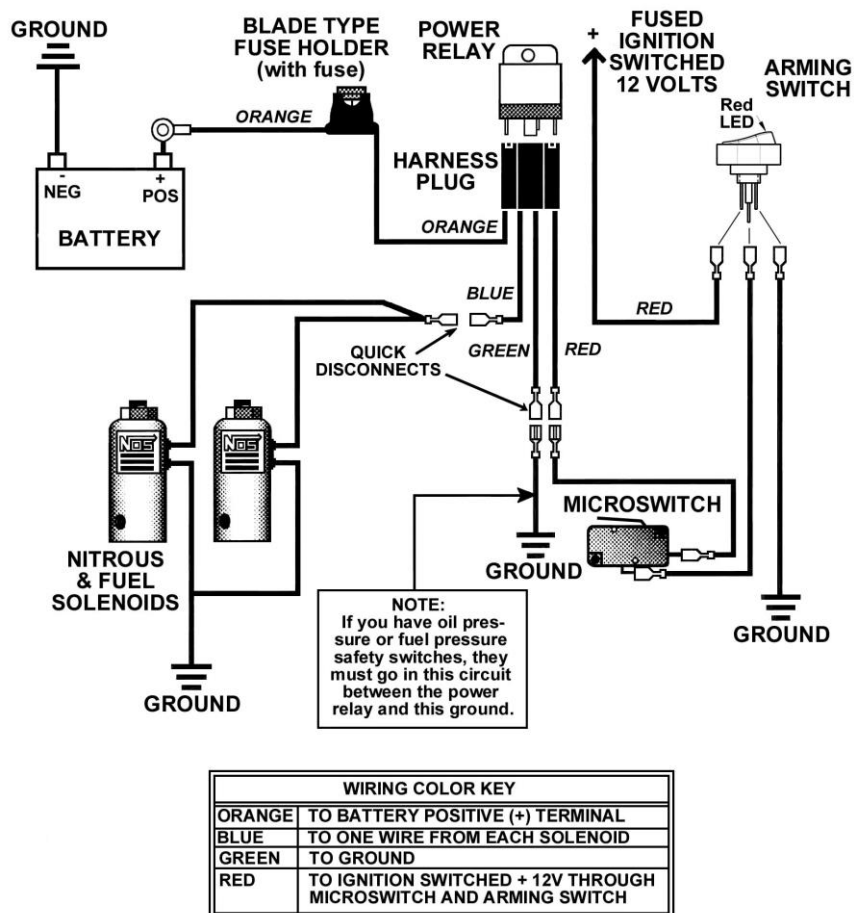 GROUND
BLADE TYPE
FUSE HOLDER
(with fuse)
POWER
RELAY
+
FUSED
IGNITION
SWITCHED
12 VOLTS
ARMING
SWITCH
Red
LED
ORANGE
HARNESS
PLUG
-
NEG
+
POS
BATTERY
ORANGE
BLUE
RED
QUICK
DISCONNECTS
GREEN
RED
NOS
NOS
MICROSWITCH
NITROUS
& FUEL
SOLENOIDS
GROUND
GROUND
GROUND
NOTE:
If you have oil pres-
sure or fuel pressure
safety switches, they
must go in this circuit
between the power
relay and this ground.
WIRING COLOR KEY
ORANGE TO BATTERY POSITIVE (+) TERMINAL
BLUE TO ONE WIRE FROM EACH SOLENOID
GREEN TO GROUND
RED TO IGNITION SWITCHED + 12V THROUGH
MICROSWITCH AND ARMING SWITCH